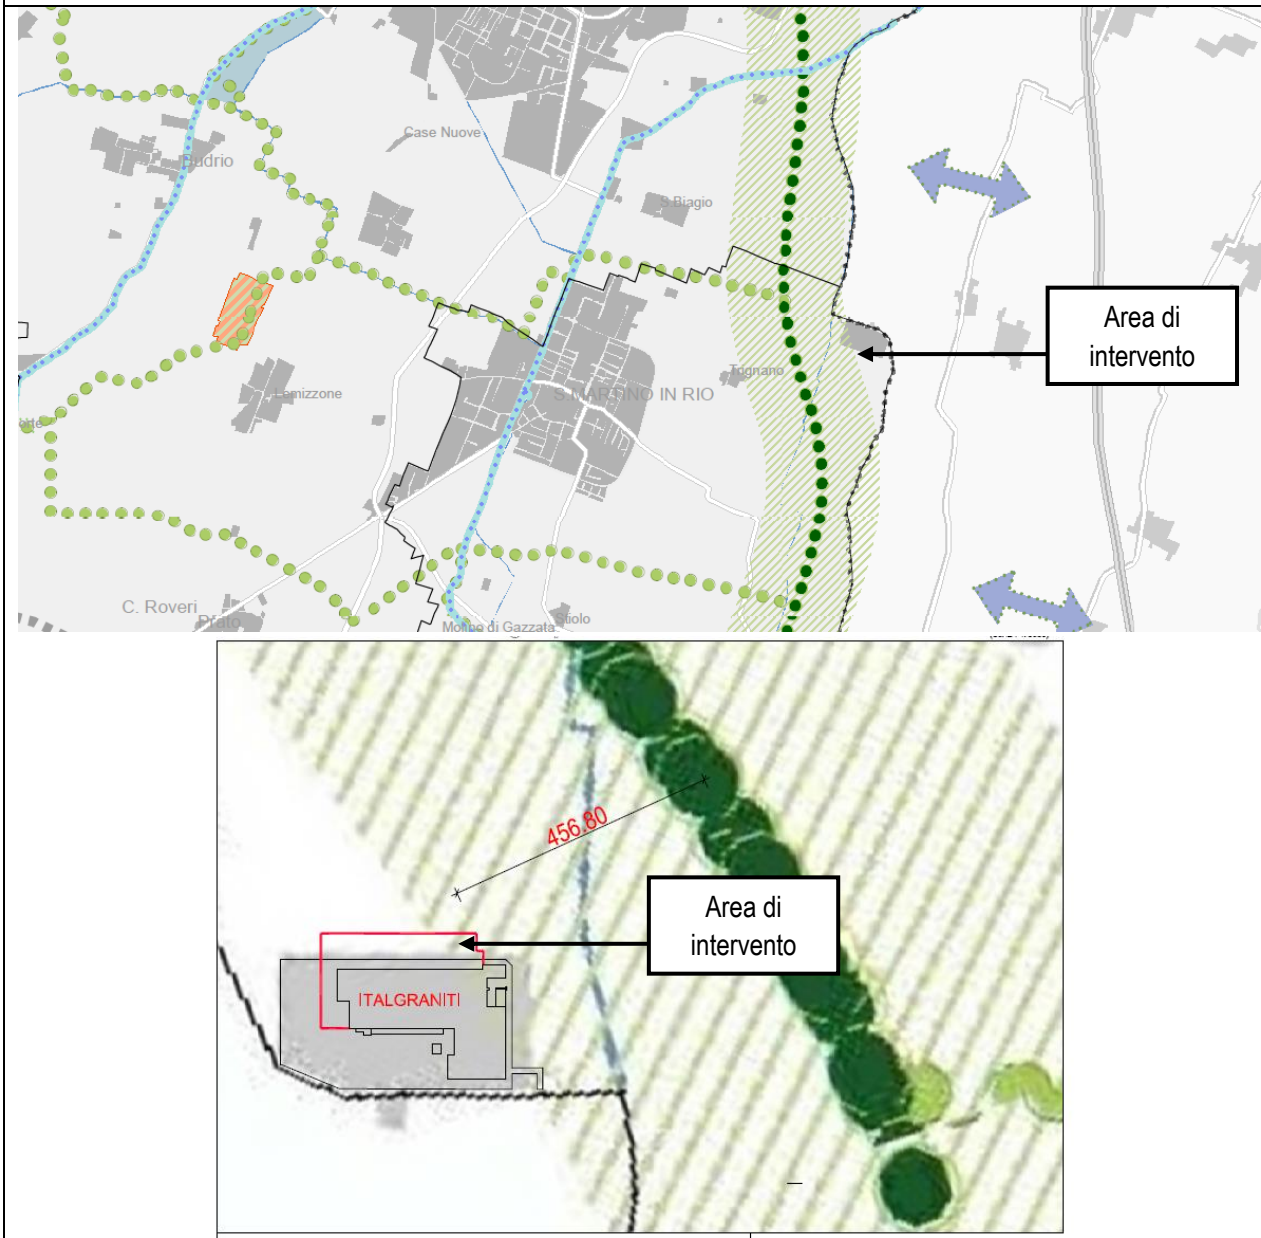 Case Nuove
Budrio
S.Biagio
Area di
intervento
Trignano
Lemizzone
S.MARTINO IN RIO
C. Roveri
Prato
Molino di Gazzata
Stiolo
456.80
Area di
intervento
ITALGRANITI